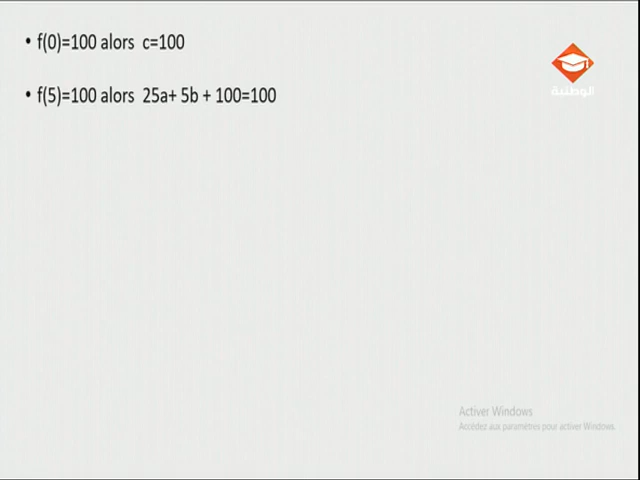 • f(0)=100 alors c=100
• f(5)=100 alors 25a+ 5b + 100=100
الوطنية
Activer Windows
Accédez aux paramètres pour activer Windows.